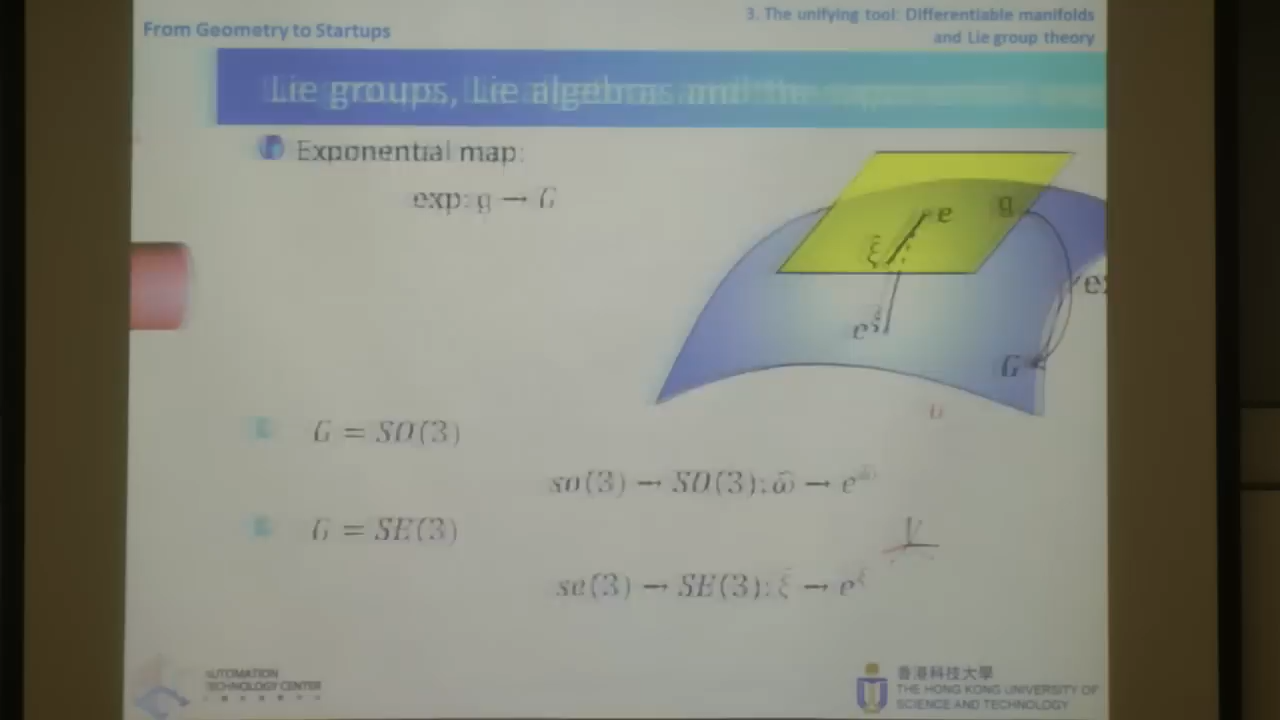 From Geometry to Startups
3. The unifying tool: Differentiable manifolds
and Lie group theory
Lie groups, Lie algebras and the
Exponential map:
exp: g → G
e
g
ξ̂
e^ξ̂
G
G = SO(3)
so(3) → SO(3): ω̂ → e^ω̂
G = SE(3)
se(3) → SE(3): ξ̂ → e^ξ̂
AUTOMATION
TECHNOLOGY CENTER
香港科技大學
THE HONG KONG UNIVERSITY OF
SCIENCE AND TECHNOLOGY